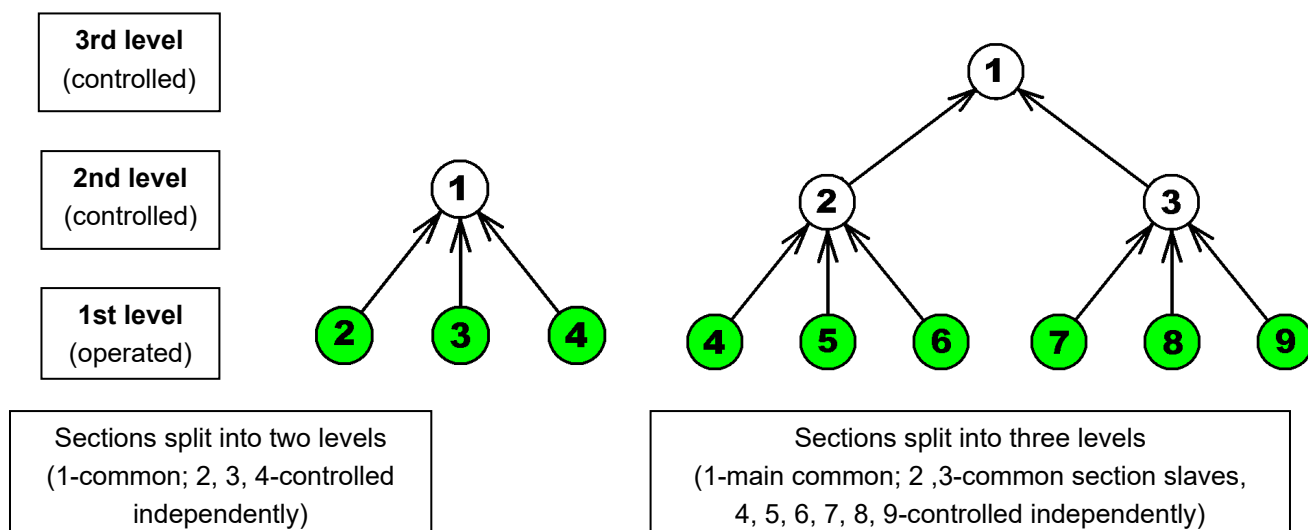 3rd level
(controlled)
2nd level
(controlled)
1st level
(operated)
1
2 3 4
1
2 3
4 5 6 7 8 9
Sections split into two levels
(1-common; 2, 3, 4-controlled
independently)
Sections split into three levels
(1-main common; 2 ,3-common section slaves,
4, 5, 6, 7, 8, 9-controlled independently)